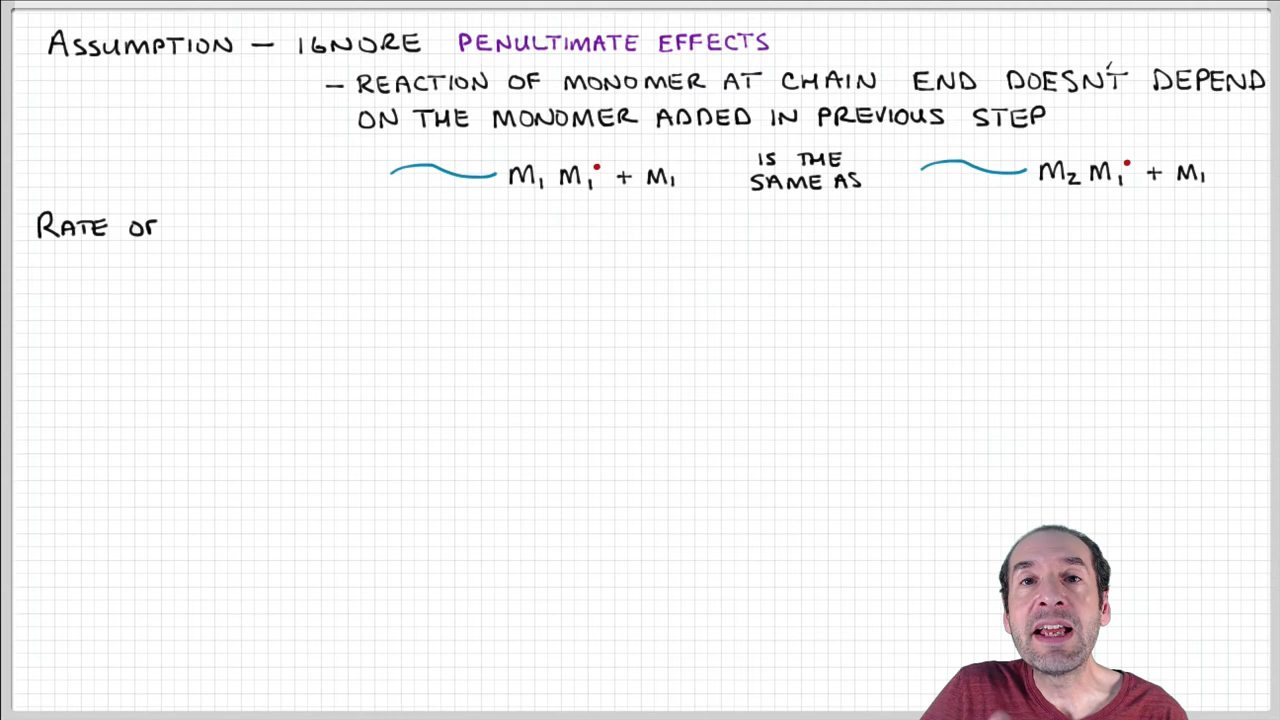 ASSUMPTION — IGNORE PENULTIMATE EFFECTS
- REACTION OF MONOMER AT CHAIN END DOESN'T DEPEND
ON THE MONOMER ADDED IN PREVIOUS STEP
M₁ M₁• + M₁ IS THE SAME AS M₂ M₁• + M₁
RATE OF